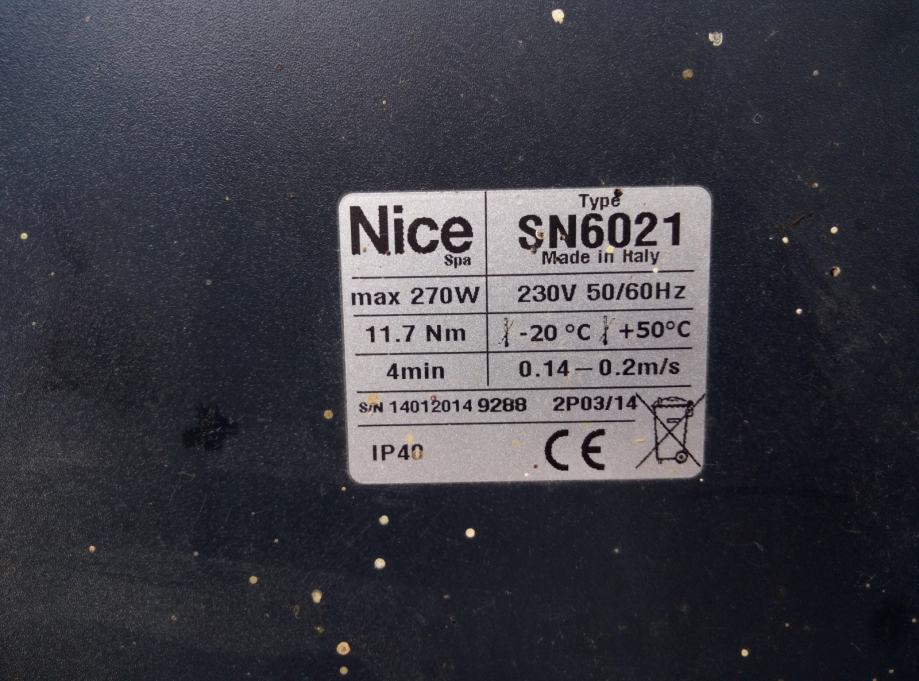 Nice
Spa
Type
SN6021
Made in Italy
max 270W
230V 50/60Hz
11.7 Nm
-20 °C +50°C
4min
0.14 – 0.2m/s
S/N 14012014 9288 2P03/14
IP40
CE